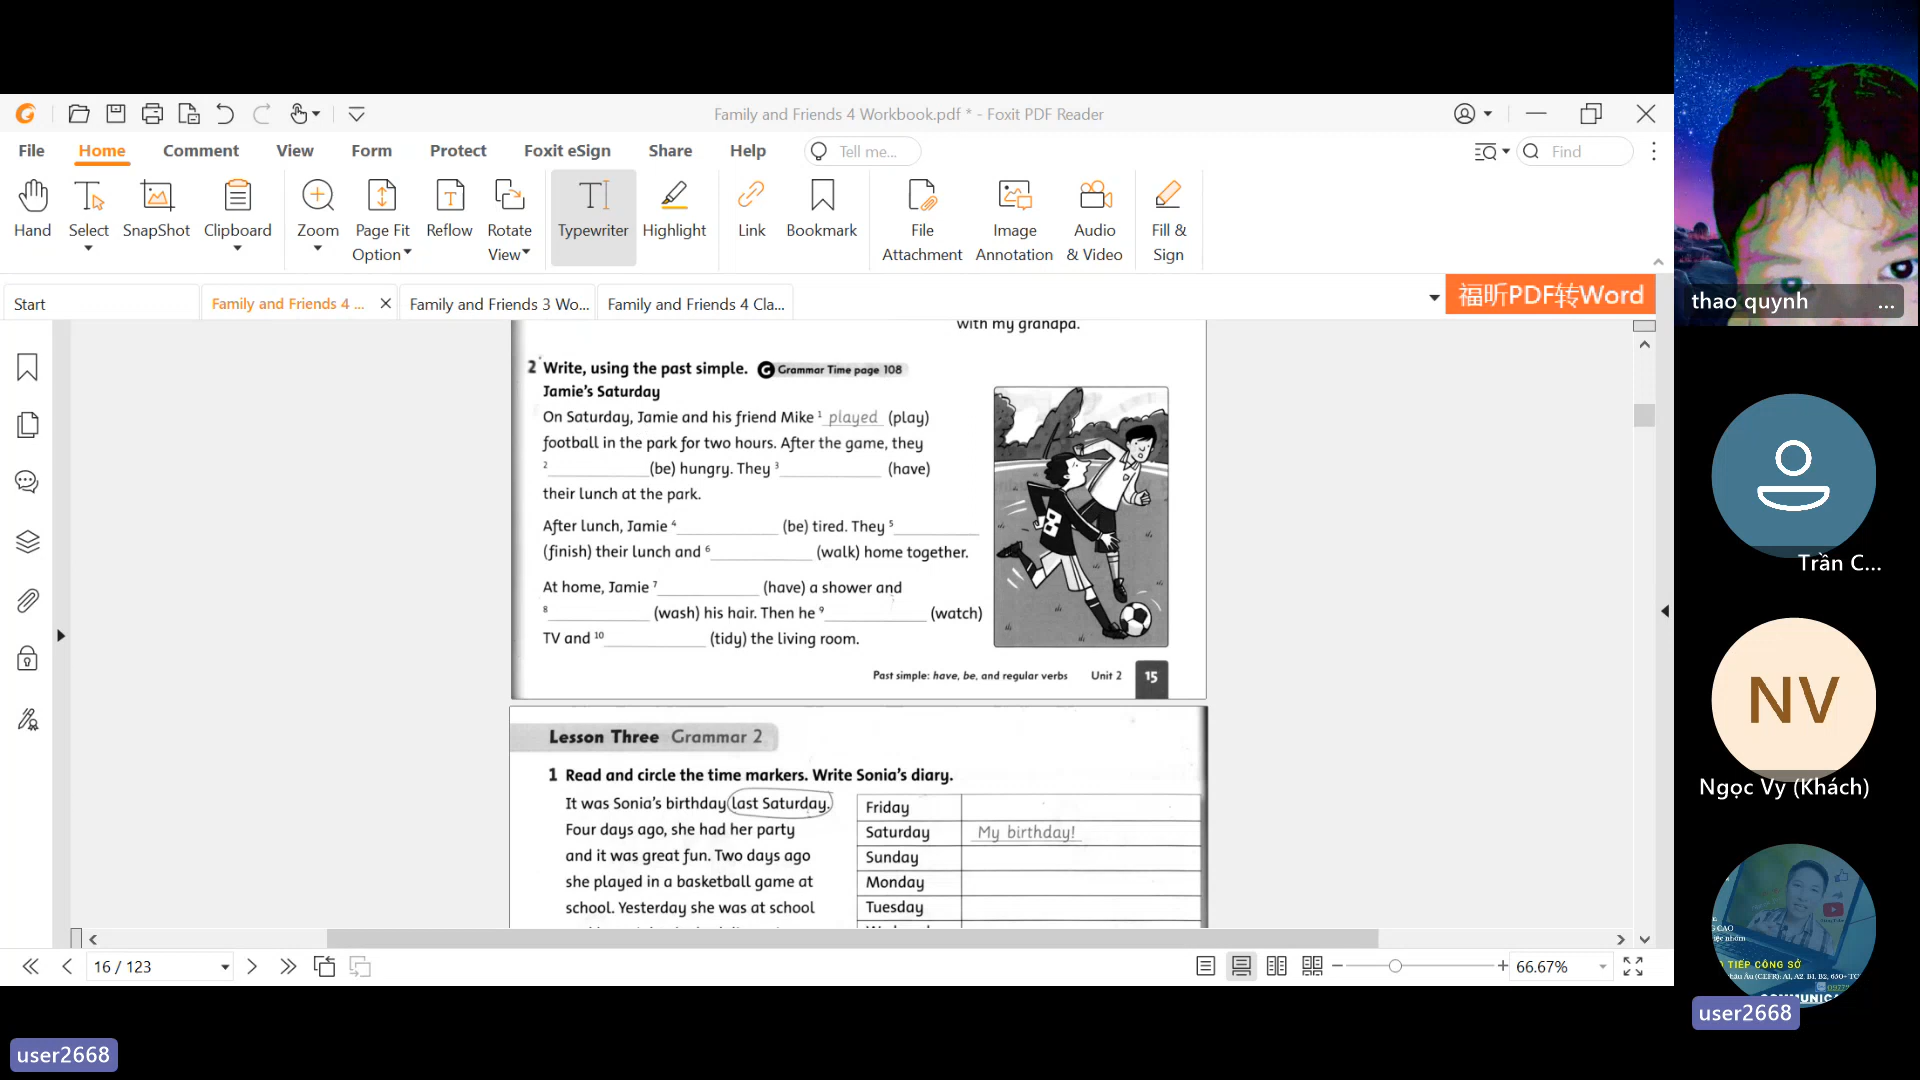 Family and Friends 4 Workbook.pdf * - Foxit PDF Reader
File Home Comment View Form Protect Foxit eSign Share Help Tell me... Find
Hand Select SnapShot Clipboard Zoom Page Fit Option Reflow Rotate View Typewriter Highlight Link Bookmark File Attachment Image Annotation Audio & Video Fill & Sign
Start Family and Friends 4 ... Family and Friends 3 Wo... Family and Friends 4 Cla... 福昕PDF转Word
with my grandpa.
2 Write, using the past simple. G Grammar Time page 108
Jamie's Saturday
On Saturday, Jamie and his friend Mike 1 played (play)
football in the park for two hours. After the game, they
2 (be) hungry. They 3 (have)
their lunch at the park.
After lunch, Jamie 4 (be) tired. They 5
(finish) their lunch and 6 (walk) home together.
At home, Jamie 7 (have) a shower and
8 (wash) his hair. Then he 9 (watch)
TV and 10 (tidy) the living room.
Past simple: have, be, and regular verbs Unit 2 15
Lesson Three Grammar 2
1 Read and circle the time markers. Write Sonia's diary.
It was Sonia's birthday last Saturday.
Four days ago, she had her party
and it was great fun. Two days ago
she played in a basketball game at
school. Yesterday she was at school
Friday
Saturday My birthday!
Sunday
Monday
Tuesday
16 / 123
66.67%
user2668
thao quynh ...
Trần C...
NV
Ngọc Vy (Khách)
TIẾP CÔNG SỞ
user2668